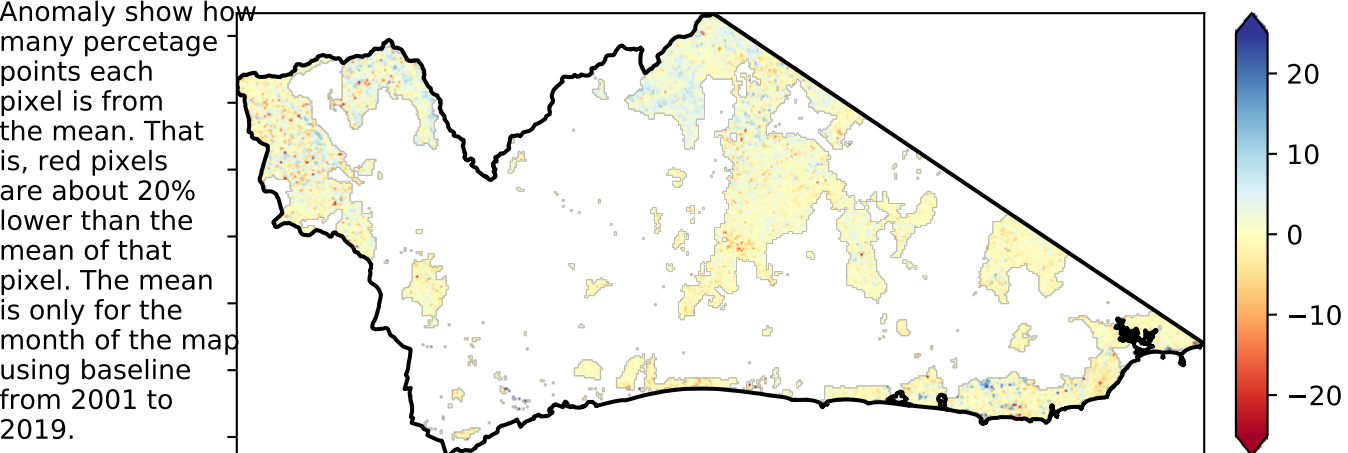 Anomaly show how
many percetage
points each
pixel is from
the mean. That
is, red pixels
are about 20%
lower than the
mean of that
pixel. The mean
is only for the
month of the map
using baseline
from 2001 to
2019.
20
10
0
−10
−20